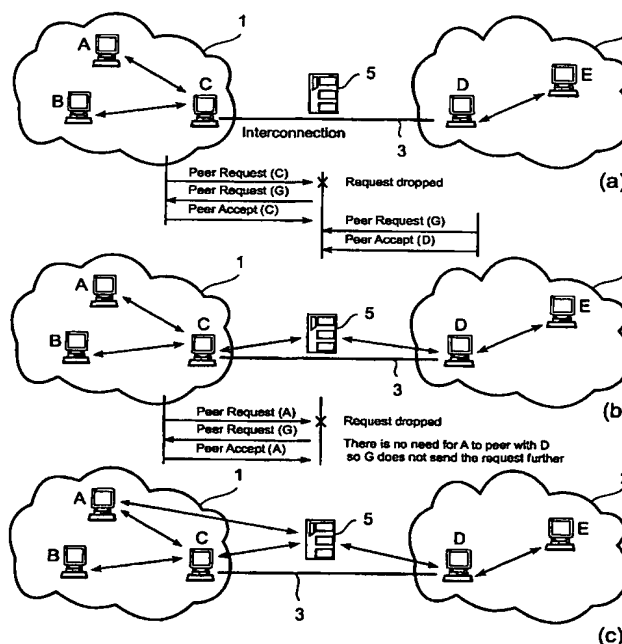 1
A
B
C
5
D
E
Interconnection
3
(a)
Peer Request (C)
Request dropped
Peer Request (G)
Peer Accept (C)
Peer Request (G)
Peer Accept (D)
1
A
B
C
5
D
E
3
(b
Peer Request (A)
Request dropped
Peer Request (G)
There is no need for A to peer with D
so G does not send the request further
Peer Accept (A)
1
A
B
C
5
D
E
3
(c)